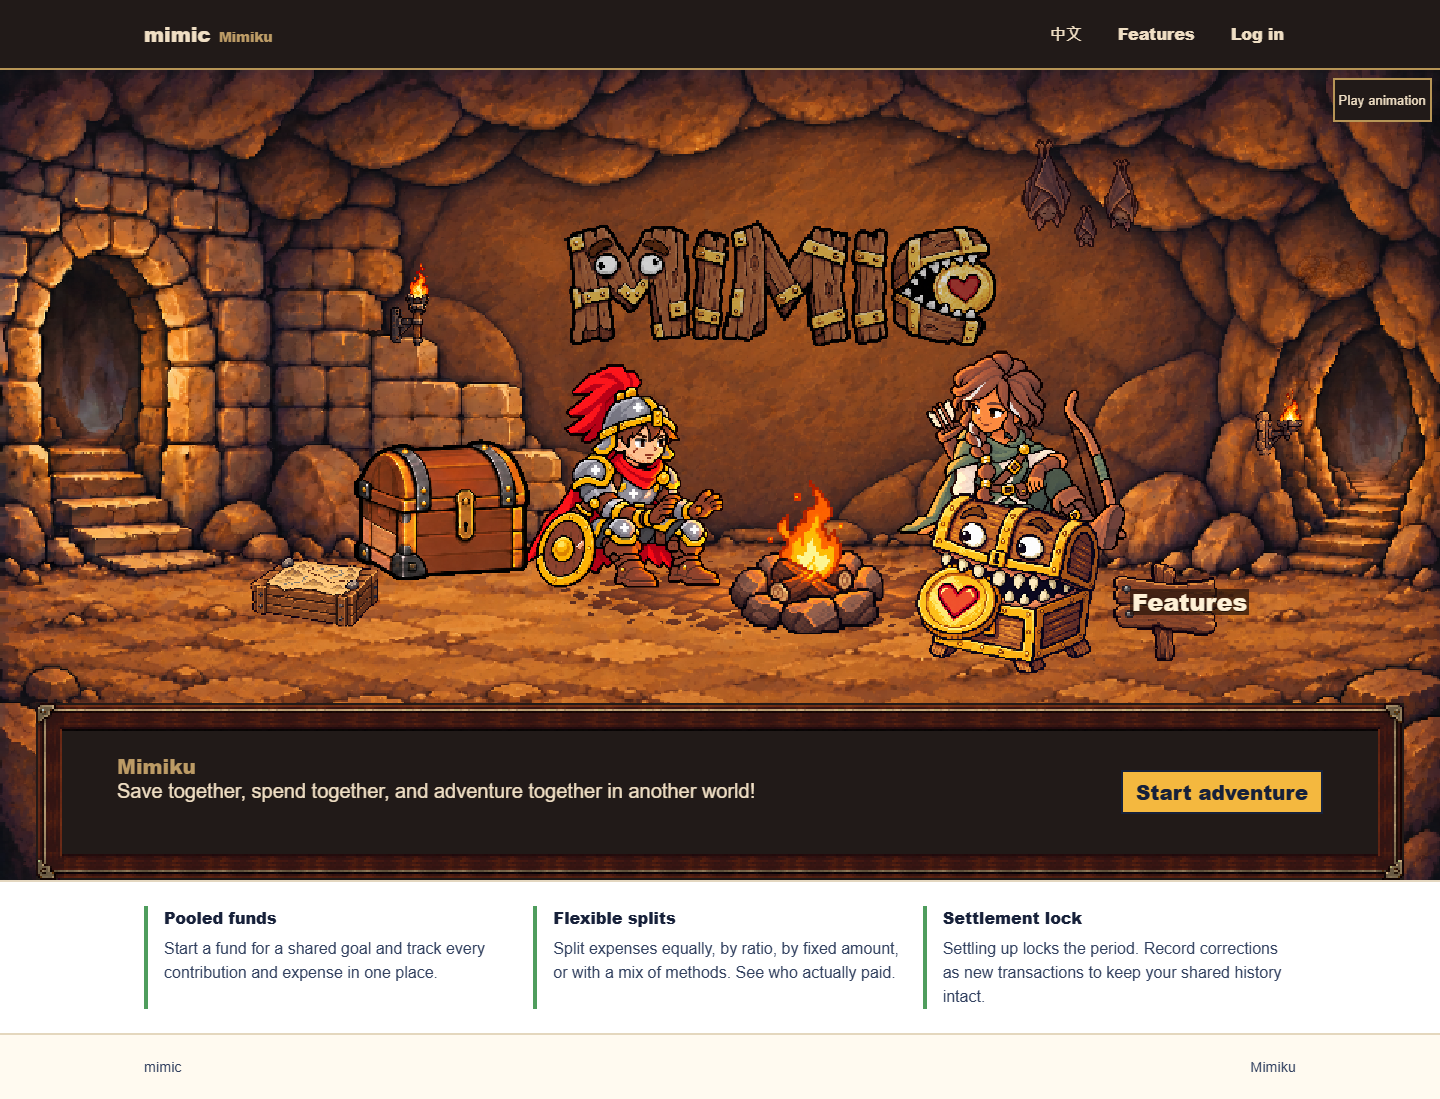 mimic Mimiku
中文 Features Log in
Play animation
MIMIC
Features
Mimiku
Save together, spend together, and adventure together in another world!
Start adventure
Pooled funds
Start a fund for a shared goal and track every
contribution and expense in one place.
Flexible splits
Split expenses equally, by ratio, by fixed amount,
or with a mix of methods. See who actually paid.
Settlement lock
Settling up locks the period. Record corrections
as new transactions to keep your shared history
intact.
mimic
Mimiku